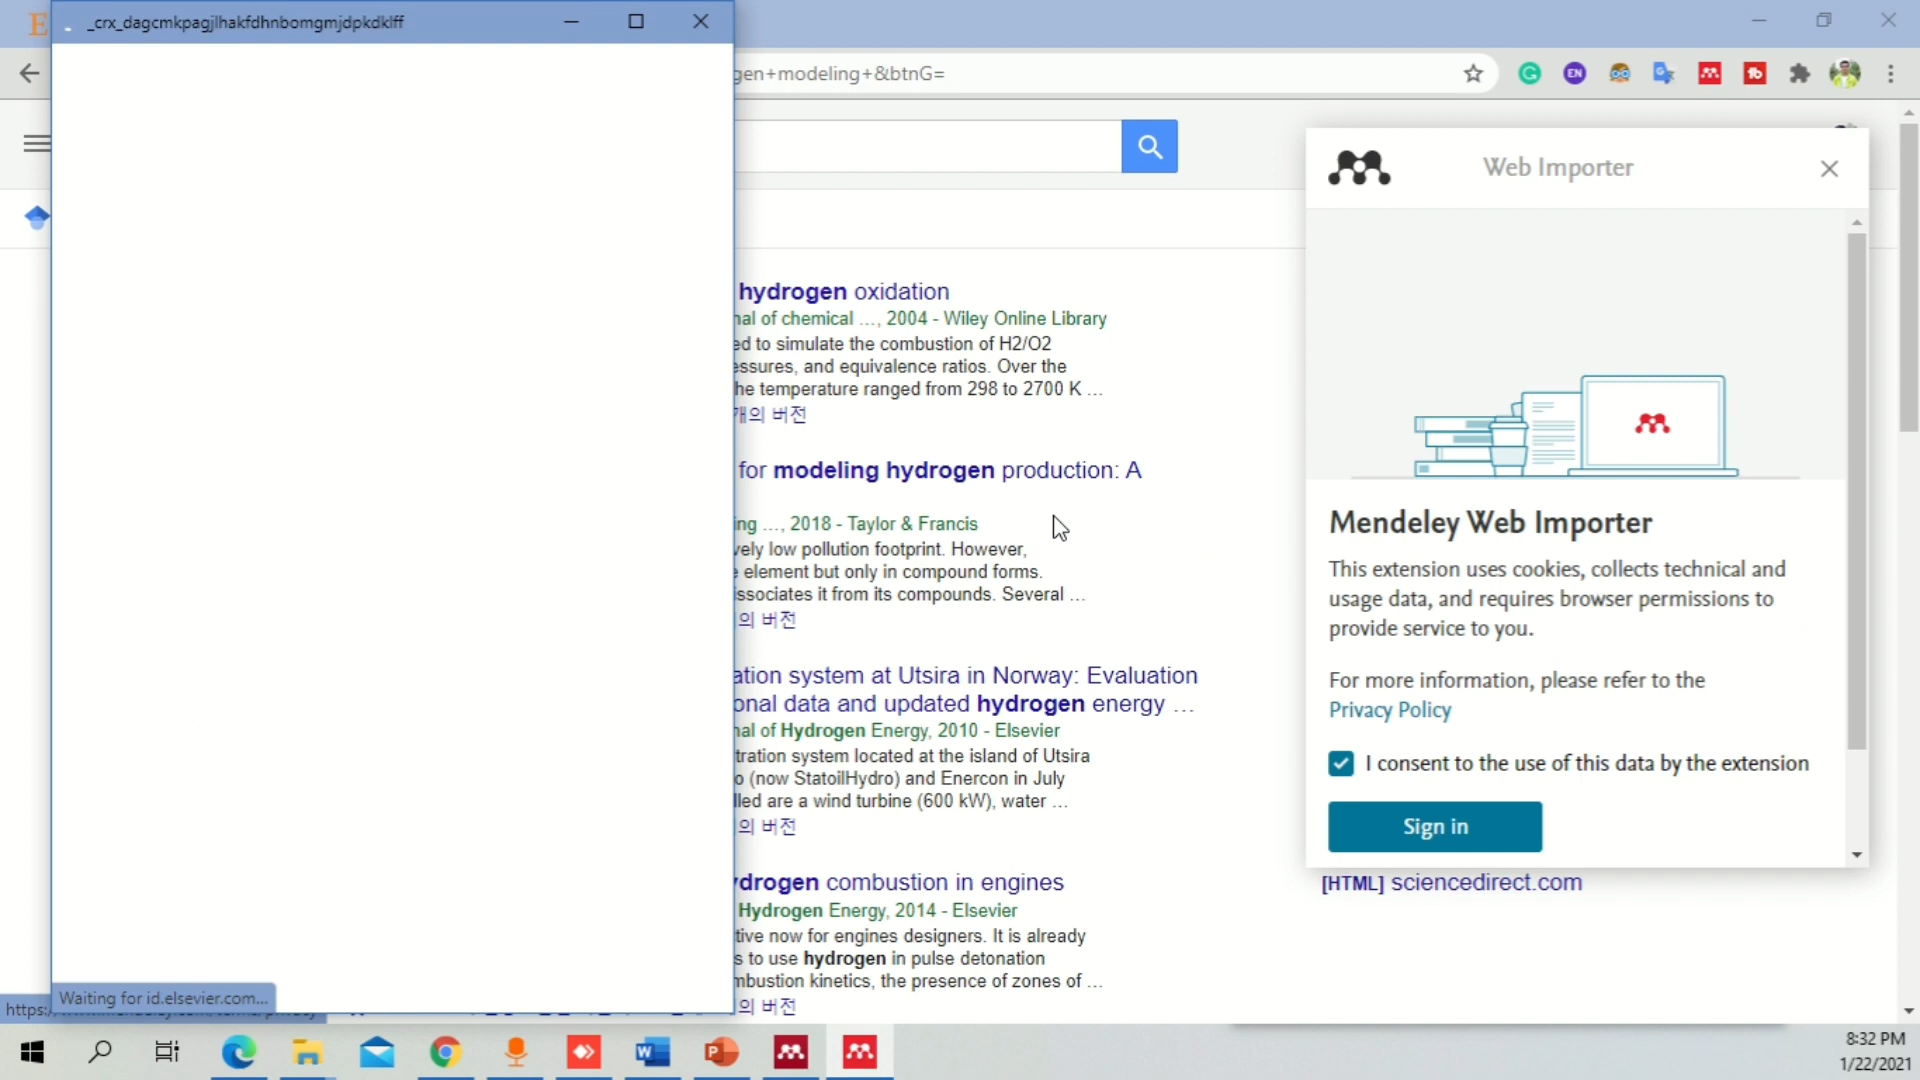 _crx_dagcmkpagjlhakfdhnbomgmjdpkdklff
gen+modeling+&btnG=
EN
hydrogen oxidation
nal of chemical ..., 2004 - Wiley Online Library
ed to simulate the combustion of H2/O2
essures, and equivalence ratios. Over the
he temperature ranged from 298 to 2700 K ...
개의 버전
for modeling hydrogen production: A
ing ..., 2018 - Taylor & Francis
vely low pollution footprint. However,
e element but only in compound forms.
issociates it from its compounds. Several ...
의 버전
ation system at Utsira in Norway: Evaluation
onal data and updated hydrogen energy ...
nal of Hydrogen Energy, 2010 - Elsevier
tration system located at the island of Utsira
o (now StatoilHydro) and Enercon in July
lled are a wind turbine (600 kW), water ...
의 버전
ydrogen combustion in engines
Hydrogen Energy, 2014 - Elsevier
tive now for engines designers. It is already
s to use hydrogen in pulse detonation
mbustion kinetics, the presence of zones of ...
의 버전
Web Importer
Mendeley Web Importer
This extension uses cookies, collects technical and
usage data, and requires browser permissions to
provide service to you.
For more information, please refer to the
Privacy Policy
I consent to the use of this data by the extension
Sign in
[HTML] sciencedirect.com
Waiting for id.elsevier.com...
8:32 PM
1/22/2021